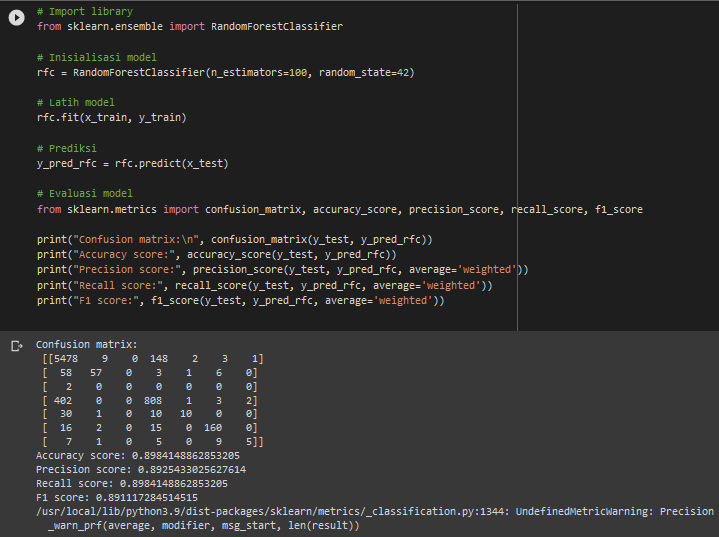 # Import library
from sklearn.ensemble import RandomForestClassifier
# Inisialisasi model
rfc = RandomForestClassifier(n_estimators=100, random_state=42)
# Latih model
rfc.fit(x_train, y_train)
# Prediksi
y_pred_rfc = rfc.predict(x_test)
# Evaluasi model
from sklearn.metrics import confusion_matrix, accuracy_score, precision_score, recall_score, f1_score
print("Confusion matrix:\n", confusion_matrix(y_test, y_pred_rfc))
print("Accuracy score:", accuracy_score(y_test, y_pred_rfc))
print("Precision score:", precision_score(y_test, y_pred_rfc, average='weighted'))
print("Recall score:", recall_score(y_test, y_pred_rfc, average='weighted'))
print("F1 score:", f1_score(y_test, y_pred_rfc, average='weighted'))
Confusion matrix:
[[5478 9 0 148 2 3 1]
[ 58 57 0 3 1 6 0]
[ 2 0 0 0 0 0 0]
[ 402 0 0 808 1 3 2]
[ 30 1 0 10 10 0 0]
[ 16 2 0 15 0 160 0]
[ 7 1 0 5 0 9 5]]
Accuracy score: 0.8984148862853205
Precision score: 0.8925433025627614
Recall score: 0.8984148862853205
F1 score: 0.891117284514515
/usr/local/lib/python3.9/dist-packages/sklearn/metrics/_classification.py:1344: UndefinedMetricWarning: Precision
_warn_prf(average, modifier, msg_start, len(result))